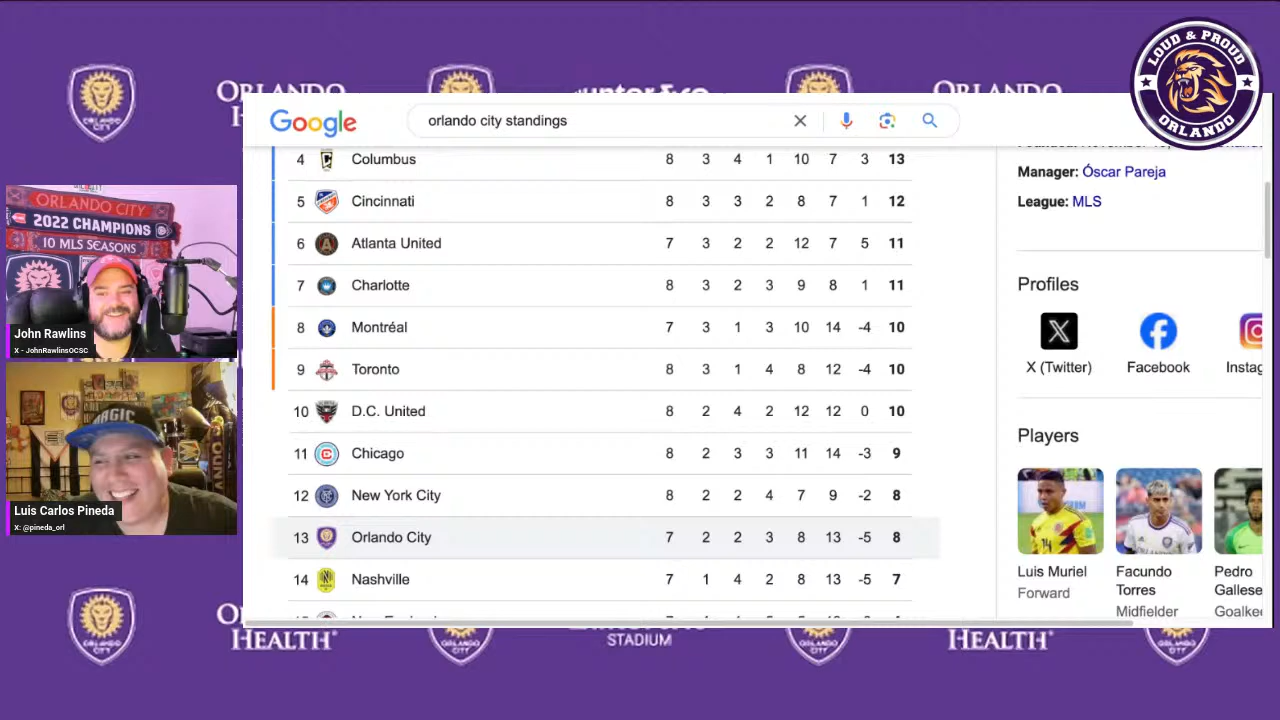 LOUD & PROUD
ORLANDO
ORLANDO
ORLANDO
Google
orlando city standings
4 Columbus 8 3 4 1 10 7 3 13
5 Cincinnati 8 3 3 2 8 7 1 12
6 Atlanta United 7 3 2 2 12 7 5 11
7 Charlotte 8 3 2 3 9 8 1 11
8 Montréal 7 3 1 3 10 14 -4 10
9 Toronto 8 3 1 4 8 12 -4 10
10 D.C. United 8 2 4 2 12 12 0 10
11 Chicago 8 2 3 3 11 14 -3 9
12 New York City 8 2 2 4 7 9 -2 8
13 Orlando City 7 2 2 3 8 13 -5 8
14 Nashville 7 1 4 2 8 13 -5 7
Manager: Óscar Pareja
League: MLS
Profiles
X (Twitter)
Facebook
Instag
Players
Luis Muriel
Forward
Facundo
Torres
Midfielder
Pedro
Gallese
Goalkee
ORLANDO CITY
2022 CHAMPIONS
10 MLS SEASONS
John Rawlins
X - JohnRawlinsOCSC
MAGIC
Luis Carlos Pineda
X: @pineda_orl
ORLANDO
CITY
HEALTH
STADIUM
HEALTH